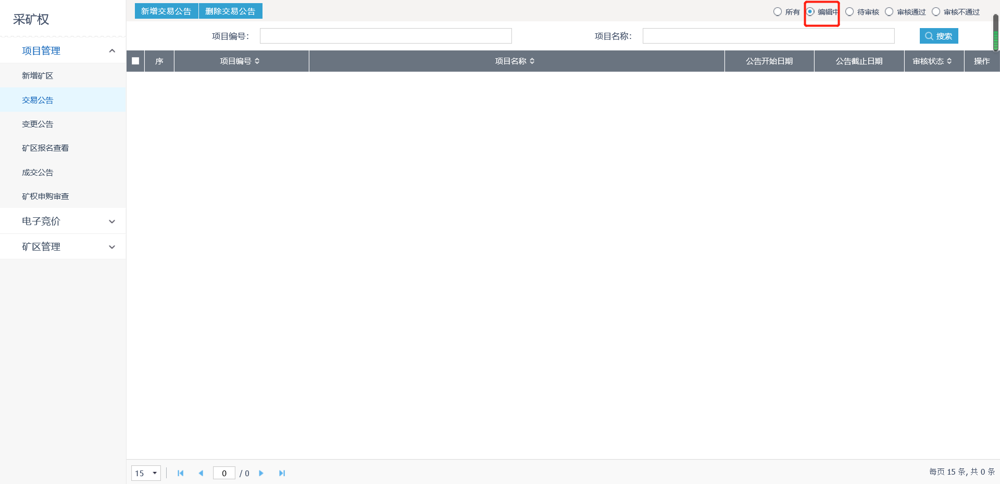 采矿权
项目管理
新增矿区
交易公告
变更公告
矿区报名查看
成交公告
矿权申购审查
电子竞价
矿区管理
新增交易公告 删除交易公告 所有 编辑中 待审核 审核通过 审核不通过
项目编号： 项目名称： 搜索
序 项目编号 项目名称 公告开始日期 公告截止日期 审核状态 操作
15 0 / 0 每页 15 条, 共 0 条